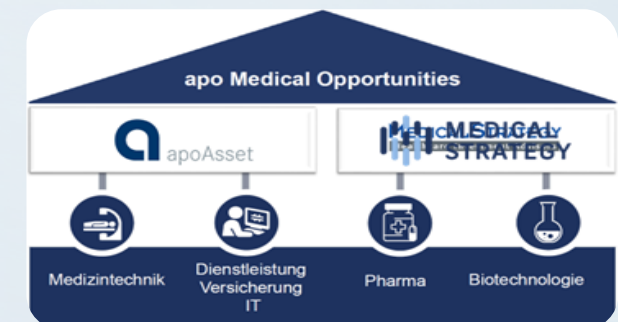 apo Medical Opportunities
apoAsset
MEDICAL
STRATEGY
Medizintechnik
Dienstleistung
Versicherung
IT
Pharma
Biotechnologie